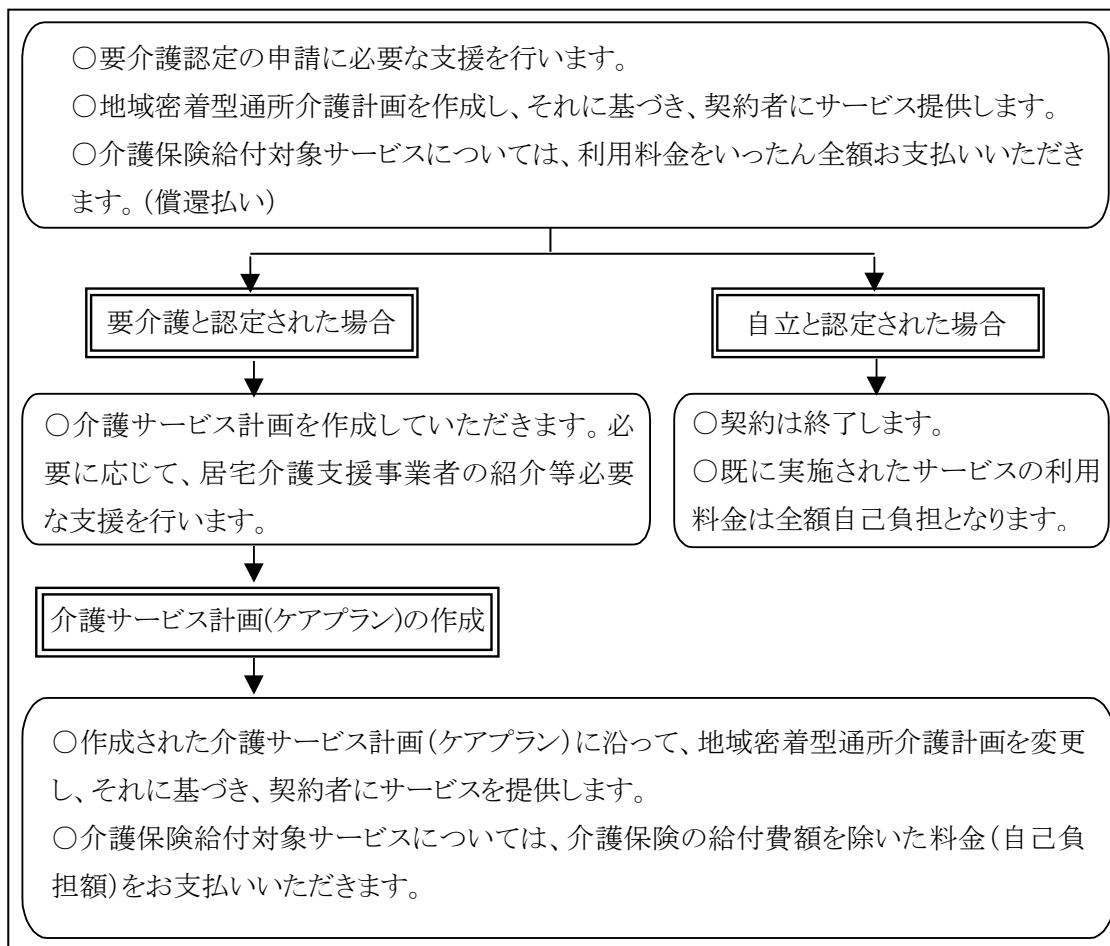 ○要介護認定の申請に必要な支援を行います。
○地域密着型通所介護計画を作成し、それに基づき、契約者にサービス提供します。
○介護保険給付対象サービスについては、利用料金をいったん全額お支払いいただき
ます。(償還払い)
要介護と認定された場合
自立と認定された場合
○介護サービス計画を作成していただきます。必
要に応じて、居宅介護支援事業者の紹介等必要
な支援を行います。
○契約は終了します。
○既に実施されたサービスの利用
料金は全額自己負担となります。
介護サービス計画(ケアプラン)の作成
○作成された介護サービス計画(ケアプラン)に沿って、地域密着型通所介護計画を変更
し、それに基づき、契約者にサービスを提供します。
○介護保険給付対象サービスについては、介護保険の給付費額を除いた料金(自己負
担額)をお支払いいただきます。